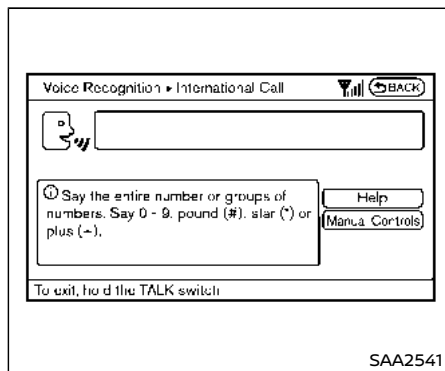 Voice Recognition ▸ International Call
BACK
ⓘ Say the entire number or groups of
numbers. Say 0 - 9, pound (#), star (*) or
plus (+).
Help
Manual Controls
To exit, hold the TALK switch
SAA2541